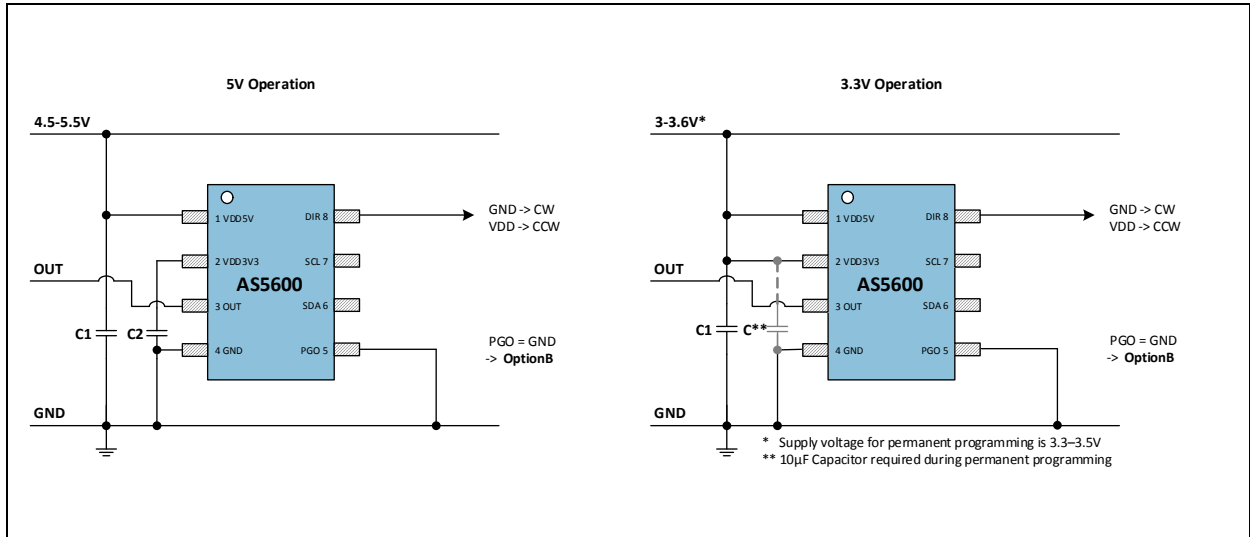 5V Operation
4.5-5.5V
1 VDD5V
DIR 8
GND -> CW
VDD -> CCW
2 VDD3V3
SCL 7
OUT
AS5600
3 OUT
SDA 6
C1
C2
4 GND
PGO 5
PGO = GND
-> OptionB
GND
3.3V Operation
3-3.6V*
1 VDD5V
DIR 8
GND -> CW
VDD -> CCW
2 VDD3V3
SCL 7
OUT
AS5600
3 OUT
SDA 6
C1
C**
4 GND
PGO 5
PGO = GND
-> OptionB
GND
* Supply voltage for permanent programming is 3.3–3.5V
** 10µF Capacitor required during permanent programming